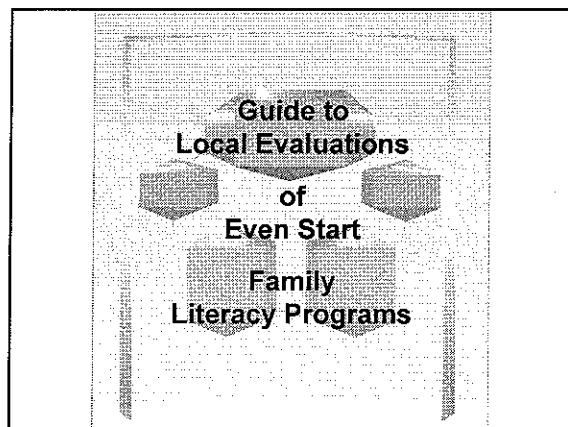 Guide to
Local Evaluations
of
Even Start
Family
Literacy Programs